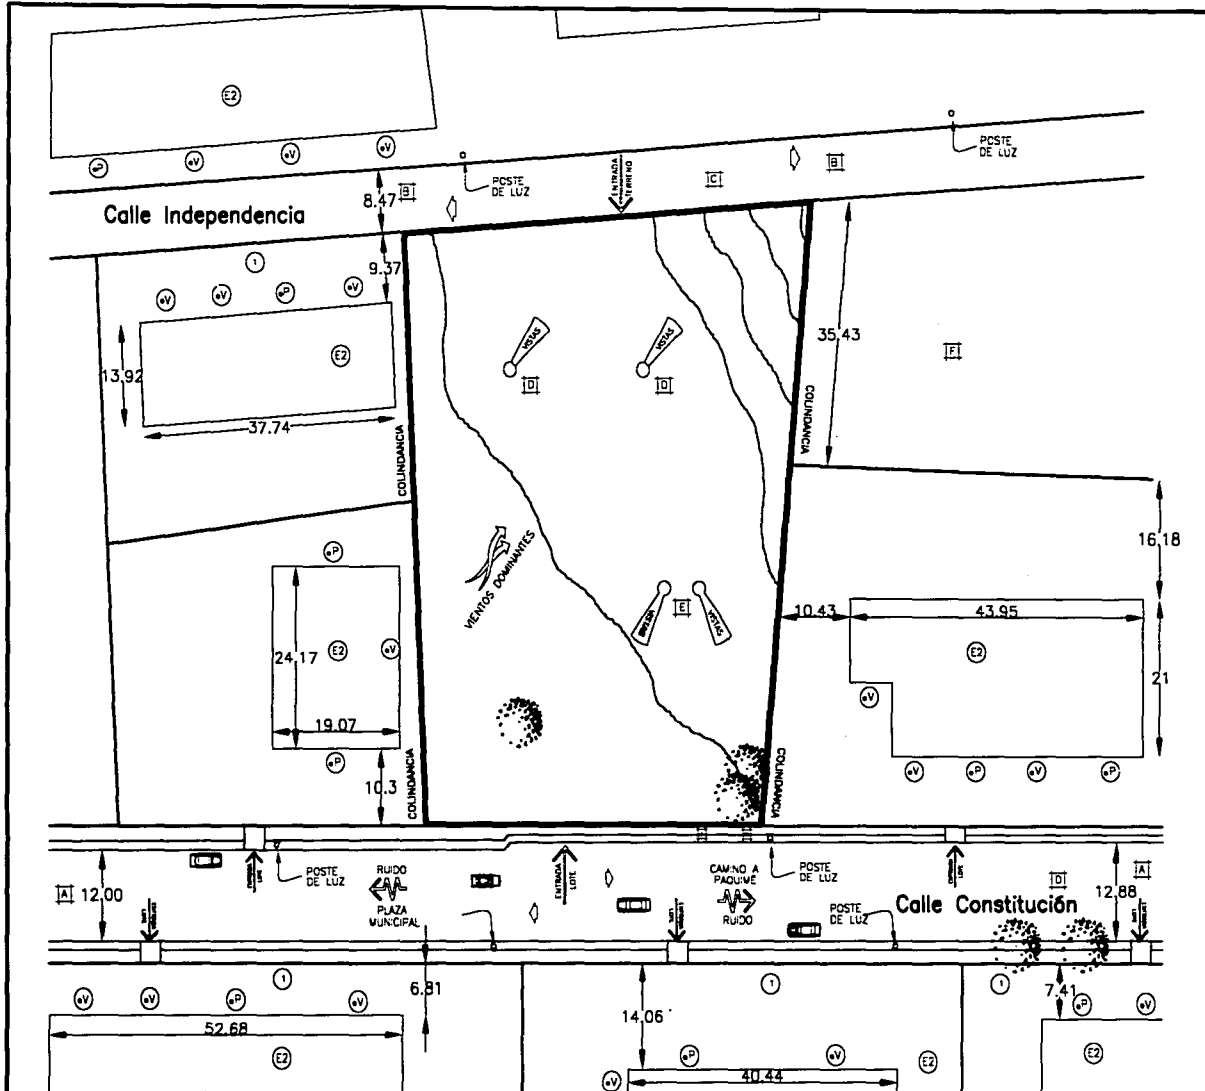 E2
eP
eV
eV
eV
POSTE
DE LUZ
POSTE
DE LUZ
B
C
B
ENTRADA
TERRENO
8.47
Calle Independencia
1
9.37
eV
eV
eP
eV
E2
13.92
37.74
VISTAS
VISTAS
D
D
35.43
F
COLINDANCIA
COLINDANCIA
VIENTOS DOMINANTES
eP
24.17
E2
eV
19.07
eP
10.3
COLINDANCIA
E
VISTAS
10.43
43.95
16.18
E2
21
eV
eV
eP
eV
eP
COLINDANCIA
A
12.00
POSTE
DE LUZ
RUIDO
PLAZA
MUNICIPAL
ENTRADA
LOTE
CAMINO A
PAQUIME
RUIDO
POSTE
DE LUZ
POSTE
DE LUZ
Calle Constitución
D
A
12.88
1
6.81
eV
eV
eP
eV
52.68
E2
14.06
1
eP
eV
E2
eV
40.44
1
7.41
eP
eV
E2